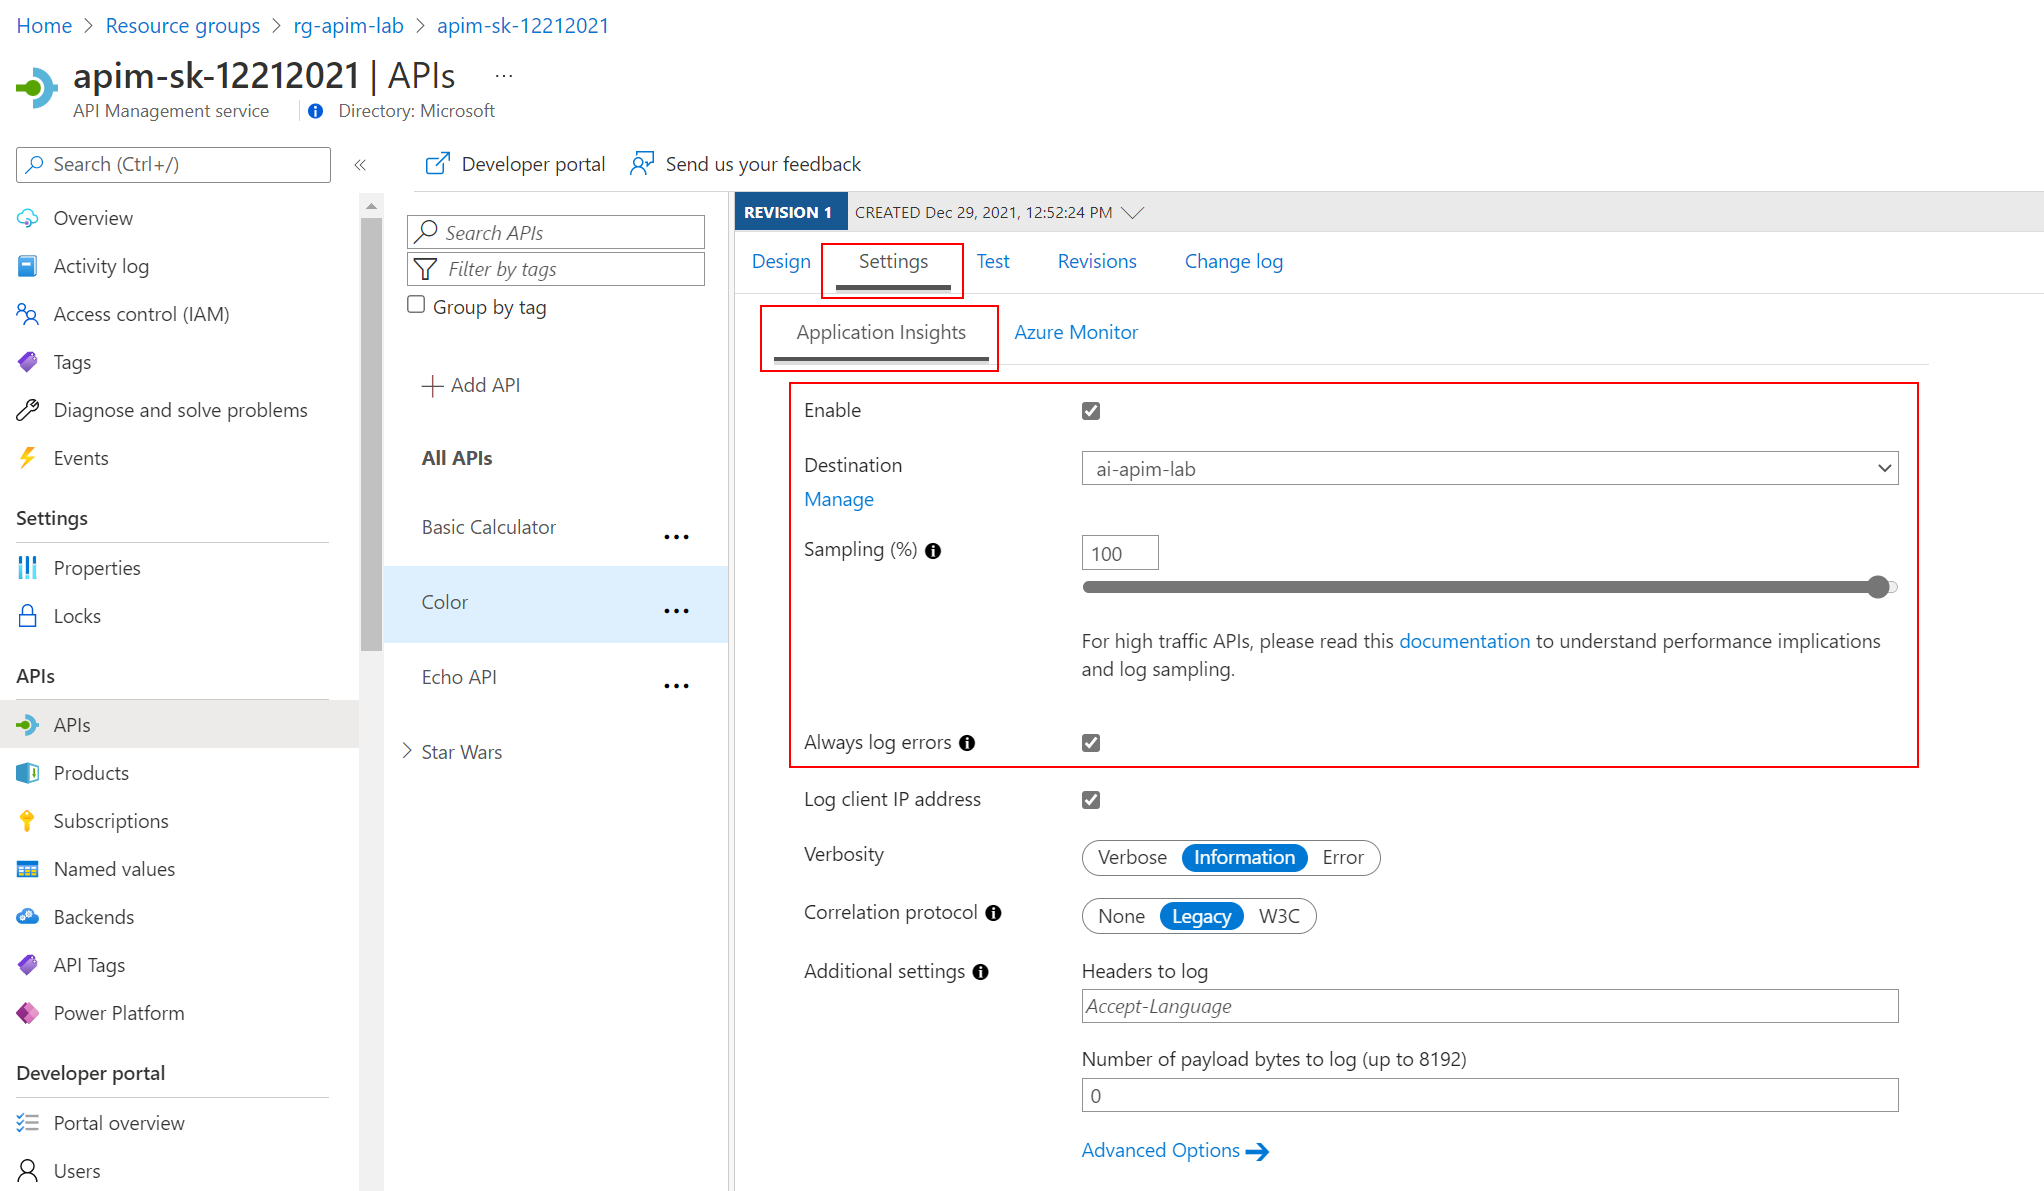 Home > Resource groups > rg-apim-lab > apim-sk-12212021
apim-sk-12212021 | APIs ...
API Management service
Directory: Microsoft
Search (Ctrl+/)
«
Overview
Activity log
Access control (IAM)
Tags
Diagnose and solve problems
Events
Settings
Properties
Locks
APIs
APIs
Products
Subscriptions
Named values
Backends
API Tags
Power Platform
Developer portal
Portal overview
Users
Developer portal
Send us your feedback
Search APIs
Filter by tags
Group by tag
Add API
All APIs
Basic Calculator ...
Color ...
Echo API ...
Star Wars
REVISION 1 CREATED Dec 29, 2021, 12:52:24 PM
Design Settings Test Revisions Change log
Application Insights Azure Monitor
Enable
Destination ai-apim-lab
Manage
Sampling (%) 100
For high traffic APIs, please read this documentation to understand performance implications
and log sampling.
Always log errors
Log client IP address
Verbosity Verbose Information Error
Correlation protocol None Legacy W3C
Additional settings Headers to log
Accept-Language
Number of payload bytes to log (up to 8192)
0
Advanced Options